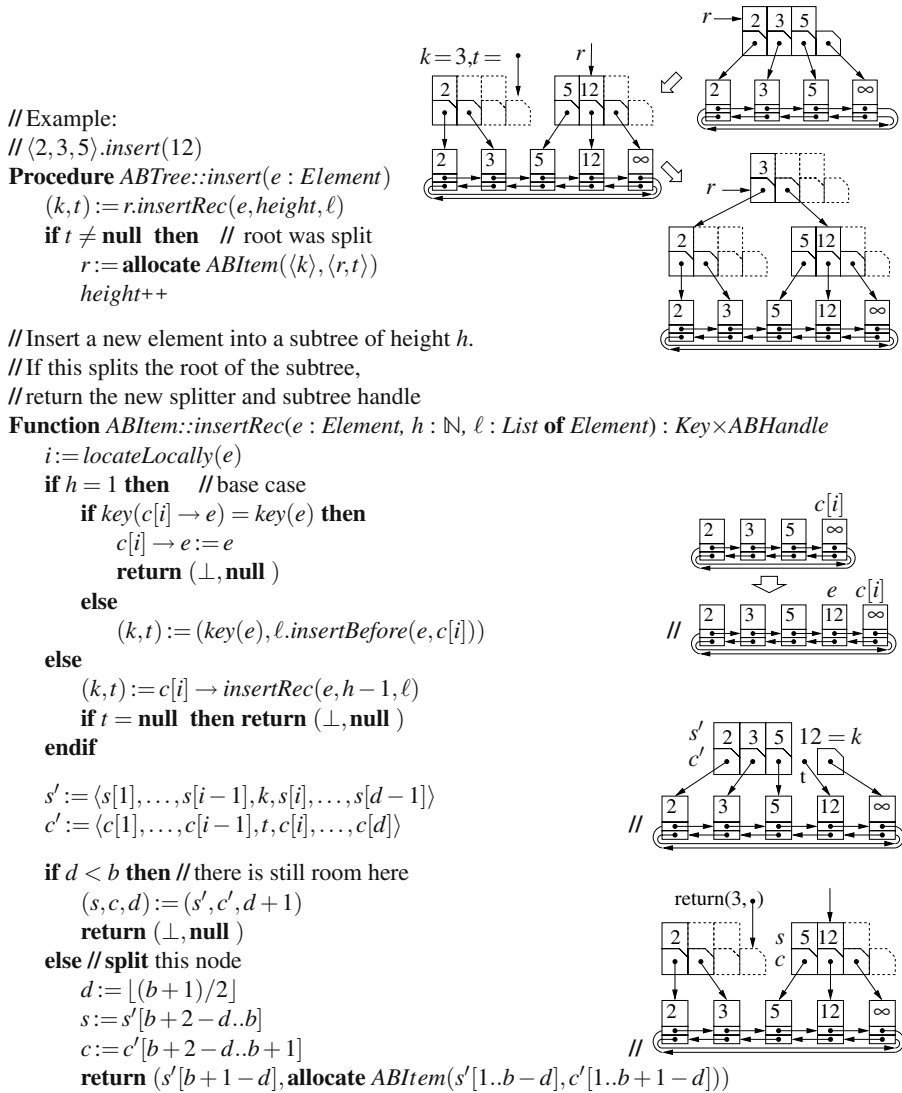 // Example:
// ⟨2,3,5⟩.insert(12)
Procedure ABTree::insert(e : Element)
(k,t) := r.insertRec(e,height,ℓ)
if t ≠ null then // root was split
r := allocate ABItem(⟨k⟩,⟨r,t⟩)
height++
k=3,t=
r
2
5 12
2 3 5 12 ∞
r
2 3 5
2 3 5 ∞
r
3
2
5 12
2 3 5 12 ∞
// Insert a new element into a subtree of height h.
// If this splits the root of the subtree,
// return the new splitter and subtree handle
Function ABItem::insertRec(e : Element, h : ℕ, ℓ : List of Element) : Key×ABHandle
i := locateLocally(e)
if h = 1 then // base case
if key(c[i] → e) = key(e) then
c[i] → e := e
return (⊥,null )
else
(k,t) := (key(e),ℓ.insertBefore(e,c[i])) //
c[i]
2 3 5 ∞
e c[i]
2 3 5 12 ∞
else
(k,t) := c[i] → insertRec(e,h−1,ℓ)
if t = null then return (⊥,null )
endif
s′ := ⟨s[1],...,s[i−1],k,s[i],...,s[d−1]⟩
c′ := ⟨c[1],...,c[i−1],t,c[i],...,c[d]⟩ //
s′ 2 3 5 12 = k
c′ t
2 3 5 12 ∞
if d < b then // there is still room here
(s,c,d) := (s′,c′,d+1)
return (⊥,null )
else // split this node
d := ⌊(b+1)/2⌋
s := s′[b+2−d..b]
c := c′[b+2−d..b+1] //
return (s′[b+1−d],allocate ABItem(s′[1..b−d],c′[1..b+1−d]))
return(3, )
2 s 5 12
c
2 3 5 12 ∞